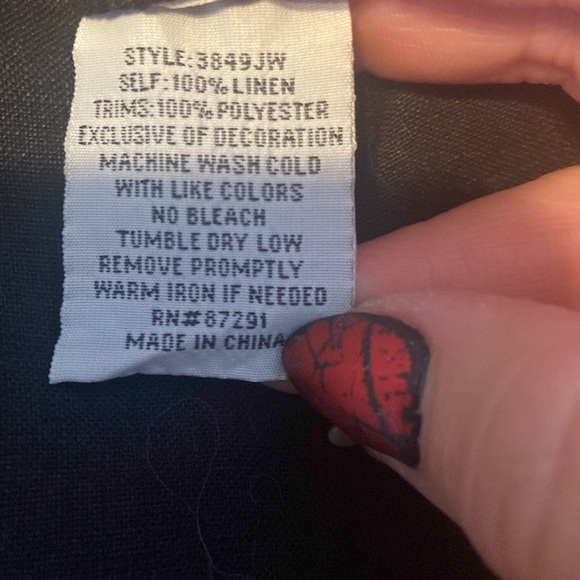 STYLE:3849JW
SELF:100% LINEN
TRIMS:100% POLYESTER
EXCLUSIVE OF DECORATION
MACHINE WASH COLD
WITH LIKE COLORS
NO BLEACH
TUMBLE DRY LOW
REMOVE PROMPTLY
WARM IRON IF NEEDED
RN#87291
MADE IN CHINA